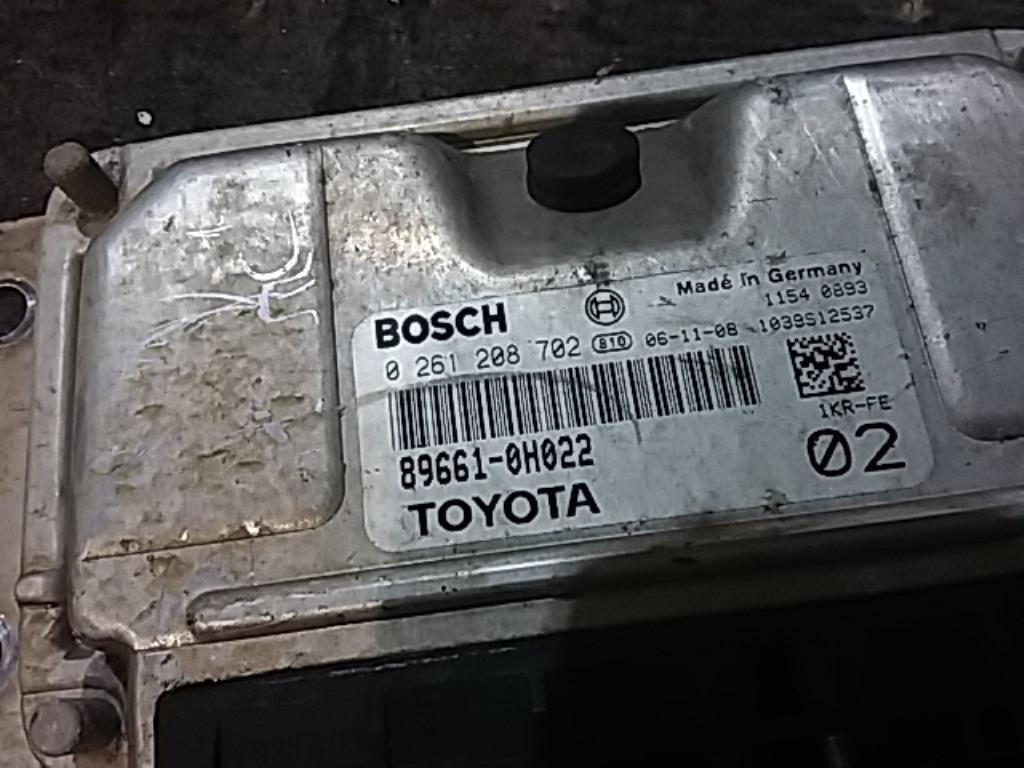 BOSCH
Made in Germany
1154 0893
0 261 208 702 B10 06-11-08 1039S12537
1KR-FE
89661-0H022
02
TOYOTA